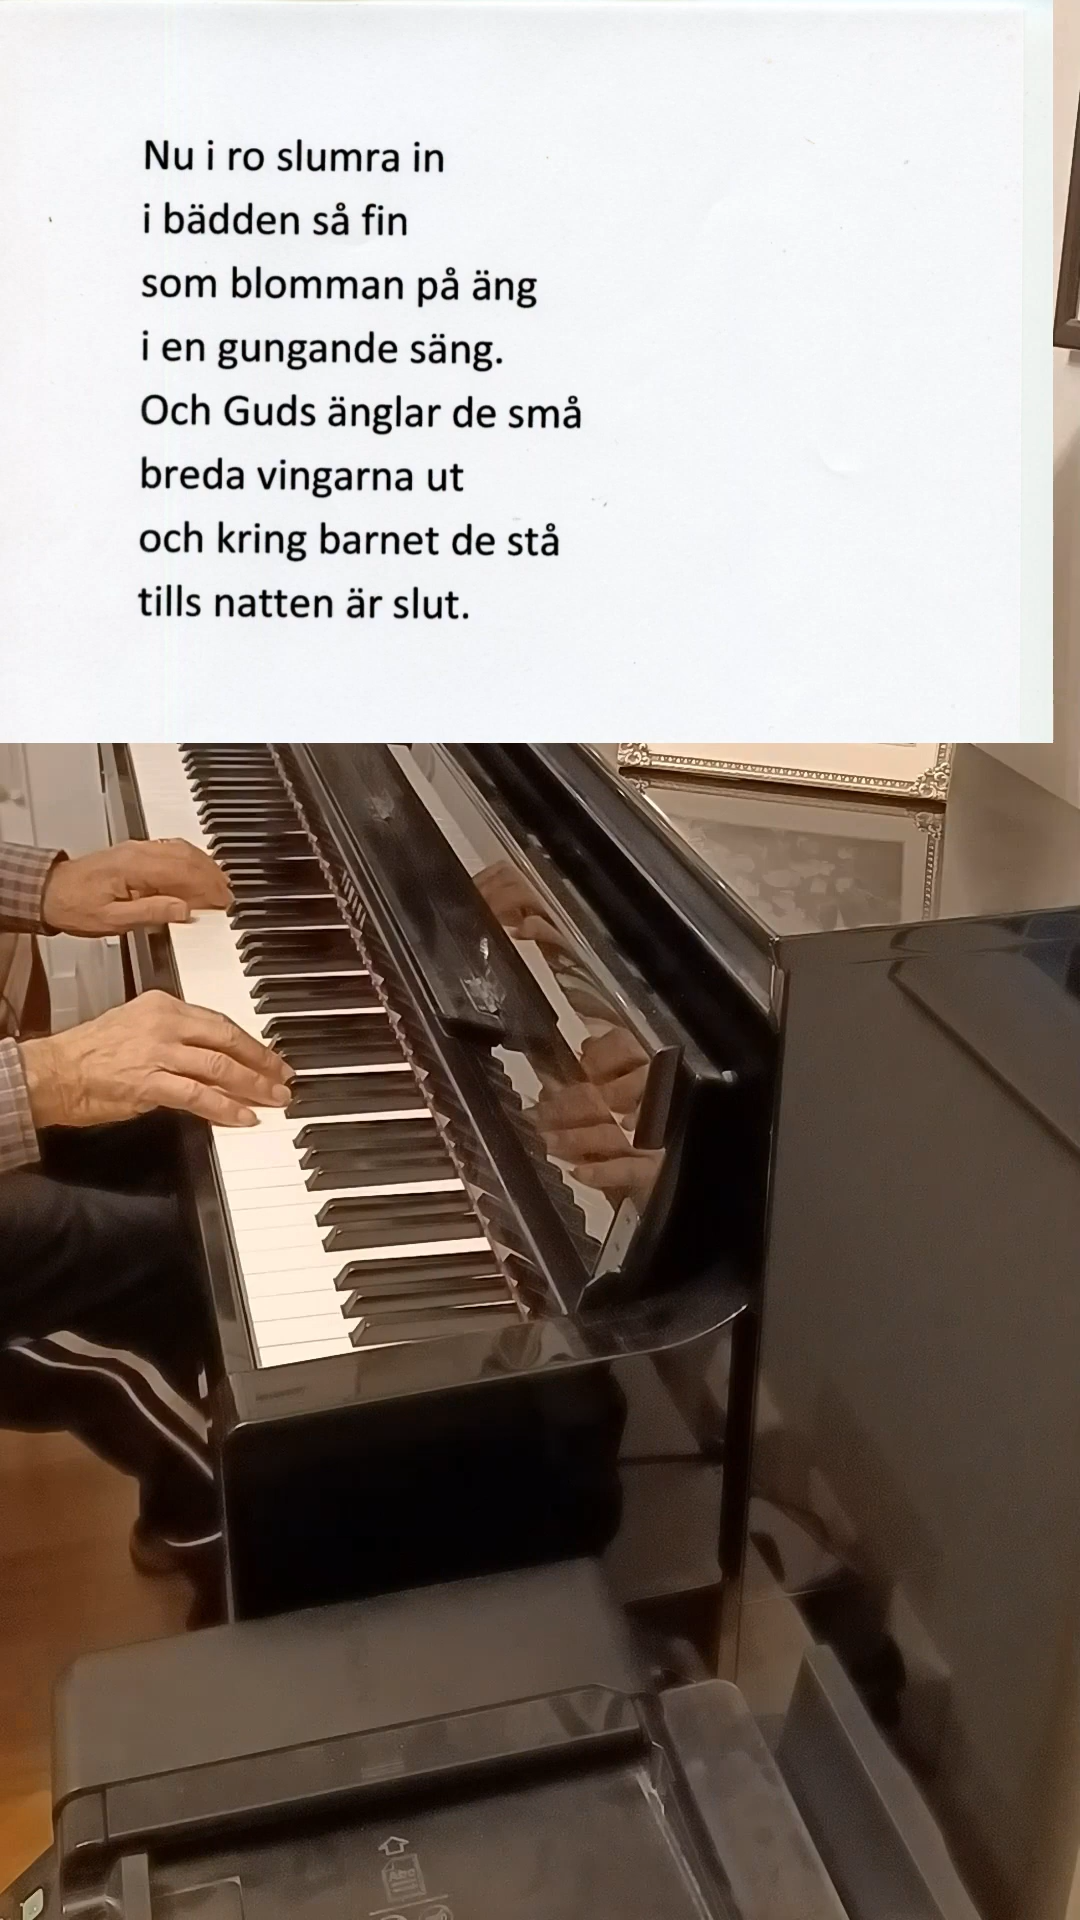 Nu i ro slumra in
i bädden så fin
som blomman på äng
i en gungande säng.
Och Guds änglar de små
breda vingarna ut
och kring barnet de stå
tills natten är slut.